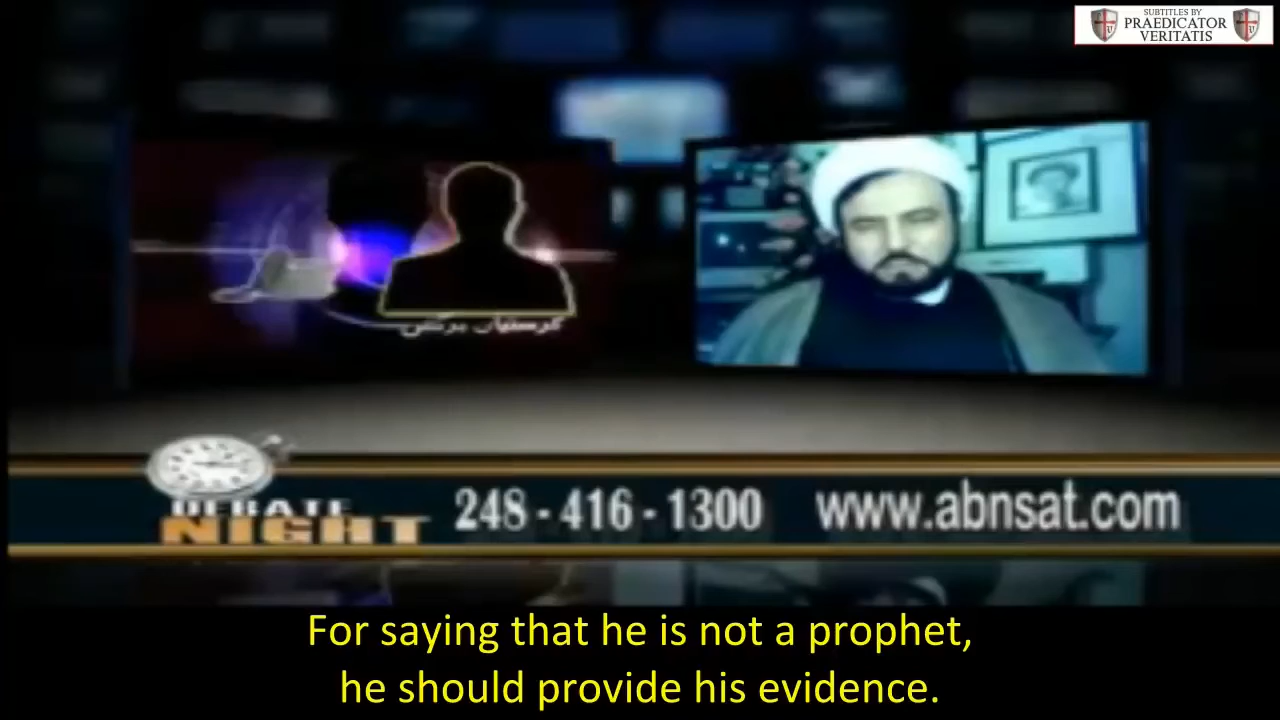 SUBTITLES BY
PRAEDICATOR
VERITATIS
DEBATE
NIGHT
248 - 416 - 1300
www.abnsat.com
For saying that he is not a prophet,
he should provide his evidence.